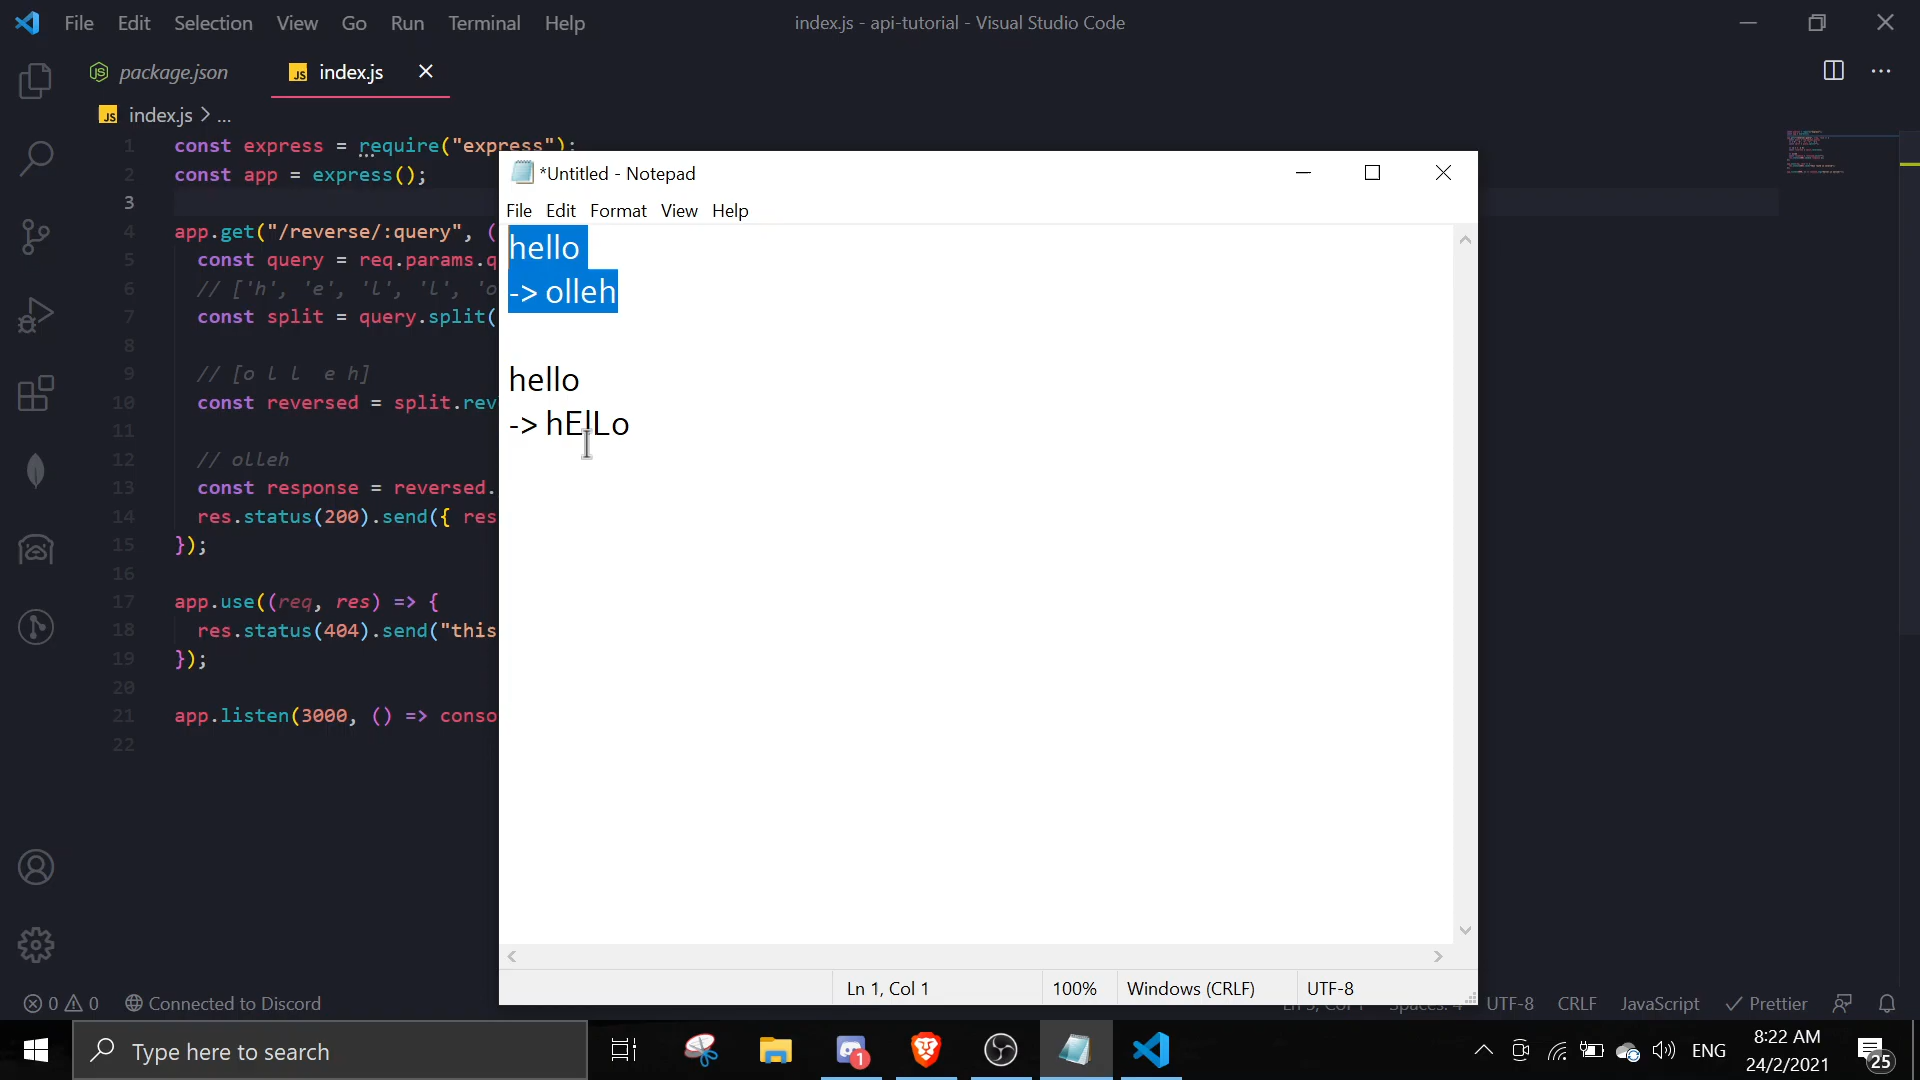 File Edit Selection View Go Run Terminal Help
index.js - api-tutorial - Visual Studio Code
package.json
JS index.js
JS index.js > ...
1 const express = require("express");
2 const app = express();
3
4 app.get("/reverse/:query", (
5 const query = req.params.q
6 // ['h', 'e', 'l', 'l', 'o
7 const split = query.split(
8
9 // [o l l e h]
10 const reversed = split.rev
11
12 // olleh
13 const response = reversed.
14 res.status(200).send({ res
15 });
16
17 app.use((req, res) => {
18 res.status(404).send("this
19 });
20
21 app.listen(3000, () => conso
22
*Untitled - Notepad
File Edit Format View Help
hello
-> olleh
hello
-> hElLo
Ln 1, Col 1
100%
Windows (CRLF)
UTF-8
0 0 Connected to Discord
UTF-8 CRLF JavaScript Prettier
Type here to search
1
ENG
8:22 AM
24/2/2021
25